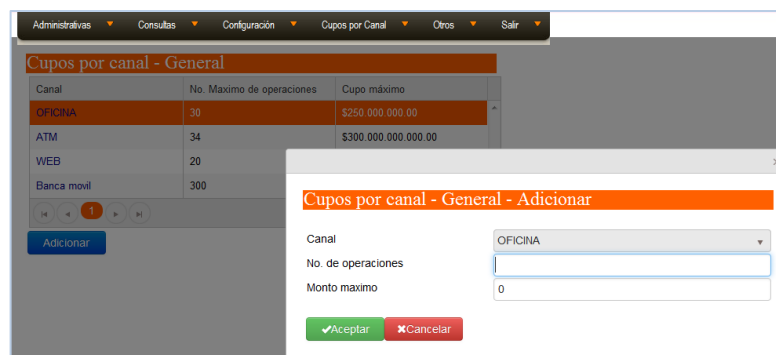 Administrativas Consultas Configuración Cupos por Canal Otros Salir
Cupos por canal - General
Canal No. Maximo de operaciones Cupo máximo
OFICINA 30 $250.000.000.00
ATM 34 $300.000.000.000.00
WEB 20
Banca movil 300
1
Adicionar
Cupos por canal - General - Adicionar
Canal OFICINA
No. de operaciones
Monto maximo 0
Aceptar Cancelar